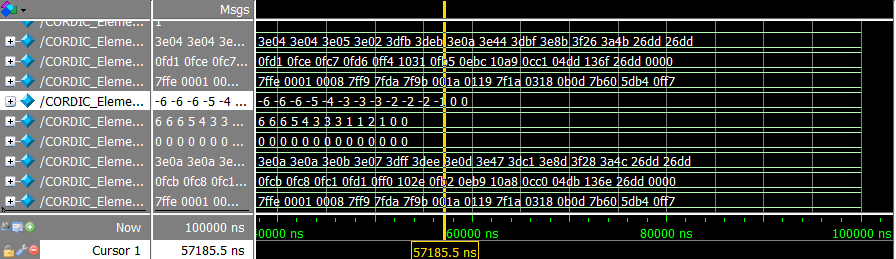 Msgs
/CORDIC_Eleme... 1
/CORDIC_Eleme... 3e04 3e04 3e... 3e04 3e04 3e05 3e02 3dfb 3deb 3e0a 3e44 3dbf 3e8b 3f26 3a4b 26dd 26dd
/CORDIC_Eleme... 0fd1 0fce 0fc7... 0fd1 0fce 0fc7 0fd6 0ff4 1031 0fb5 0ebc 10a9 0cc1 04dd 136f 26dd 0000
/CORDIC_Eleme... 7ffe 0001 00... 7ffe 0001 0008 7ff9 7fda 7f9b 001a 0119 7f1a 0318 0b0d 7b60 5db4 0ff7
/CORDIC_Eleme... -6 -6 -6 -5 -4 ... -6 -6 -6 -5 -4 -3 -3 -3 -2 -2 -2 -1 0 0
/CORDIC_Eleme... 6 6 6 5 4 3 3 ... 6 6 6 5 4 3 3 3 1 1 2 1 0 0
/CORDIC_Eleme... 0 0 0 0 0 0 0 ... 0 0 0 0 0 0 0 0 0 0 0 0 0 0
/CORDIC_Eleme... 3e0a 3e0a 3e... 3e0a 3e0a 3e0b 3e07 3dff 3dee 3e0d 3e47 3dc1 3e8d 3f28 3a4c 26dd 26dd
/CORDIC_Eleme... 0fcb 0fc8 0fc1... 0fcb 0fc8 0fc1 0fd1 0ff0 102e 0fb2 0eb9 10a8 0cc0 04db 136e 26dd 0000
/CORDIC_Eleme... 7ffe 0001 00... 7ffe 0001 0008 7ff9 7fda 7f9b 001a 0119 7f1a 0318 0b0d 7b60 5db4 0ff7
Now 100000 ns 40000 ns 60000 ns 80000 ns 100000 ns
Cursor 1 57185.5 ns 57185.5 ns